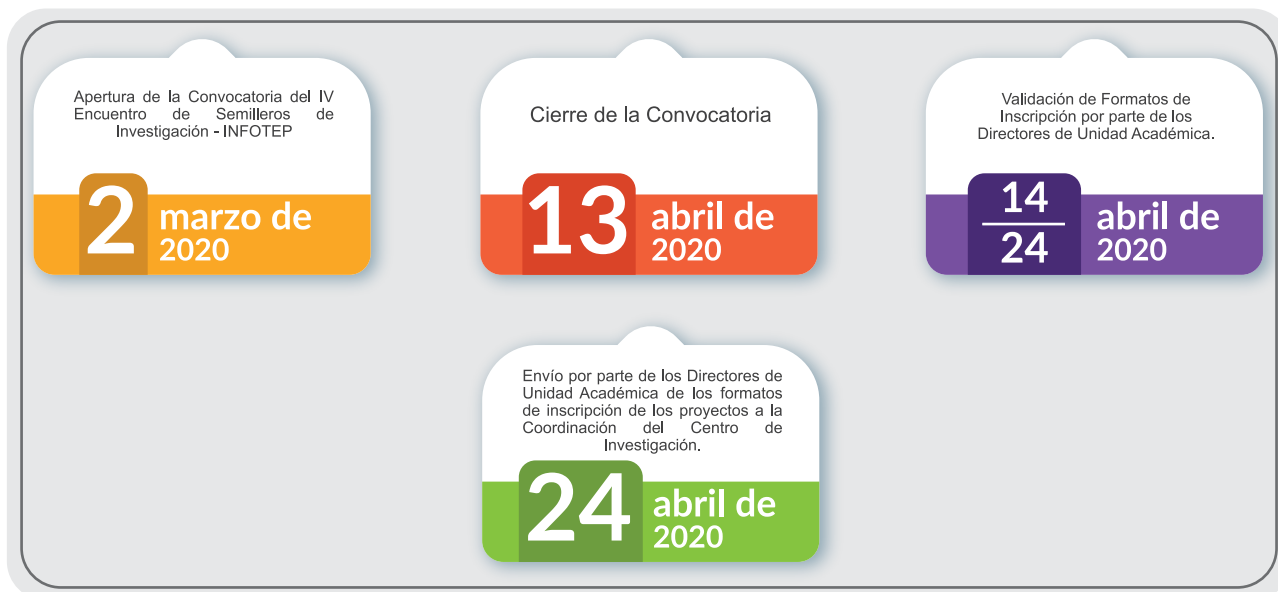 Apertura de la Convocatoria del IV
Encuentro de Semilleros de
Investigación - INFOTEP
2
marzo de
2020
Cierre de la Convocatoria
13
abril de
2020
Validación de Formatos de
Inscripción por parte de los
Directores de Unidad Académica.
14
24
abril de
2020
Envío por parte de los Directores de
Unidad Académica de los formatos
de inscripción de los proyectos a la
Coordinación del Centro de
Investigación.
24
abril de
2020